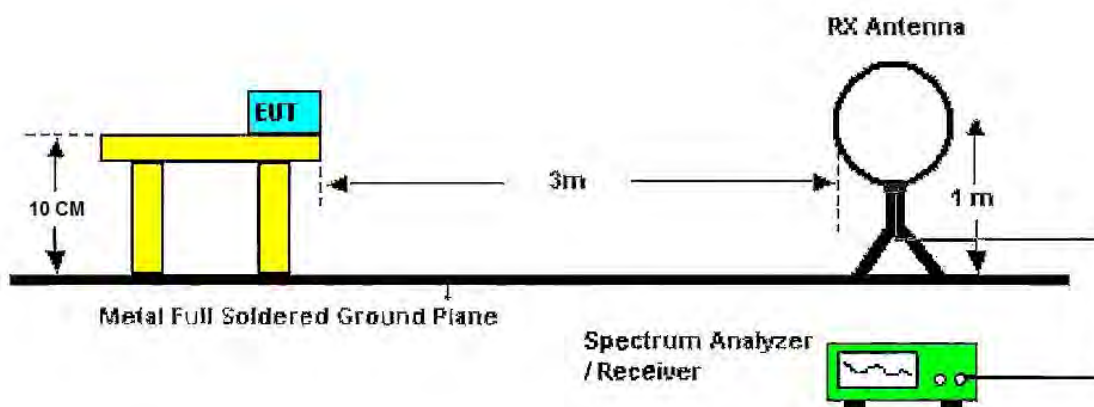 RX Antenna
EUT
3m
10 CM
1 m
Metal Full Soldered Ground Plane
Spectrum Analyzer
/ Receiver